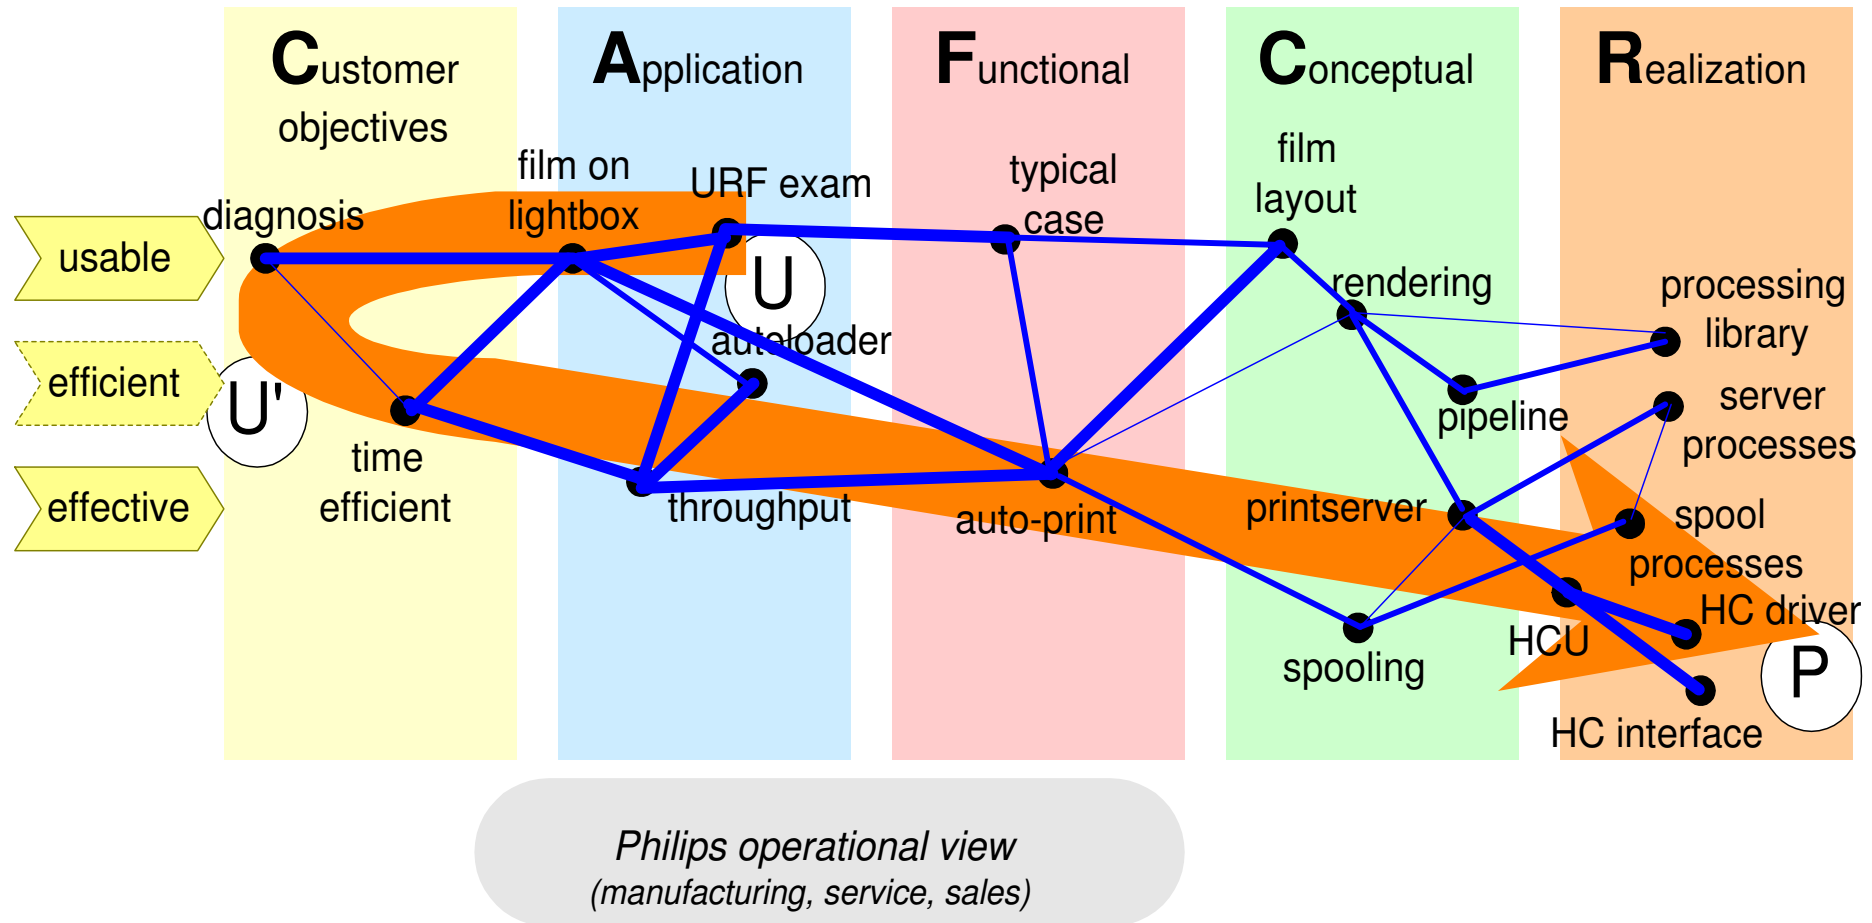 Customer
objectives
Application
Functional
Conceptual
Realization
usable
efficient
effective
diagnosis
film on
lightbox
URF exam
typical
case
film
layout
rendering
processing
library
U
autoloader
U'
pipeline
server
processes
time
efficient
throughput
auto-print
printserver
spool
processes
HC driver
HCU
spooling
P
HC interface
Philips operational view
(manufacturing, service, sales)